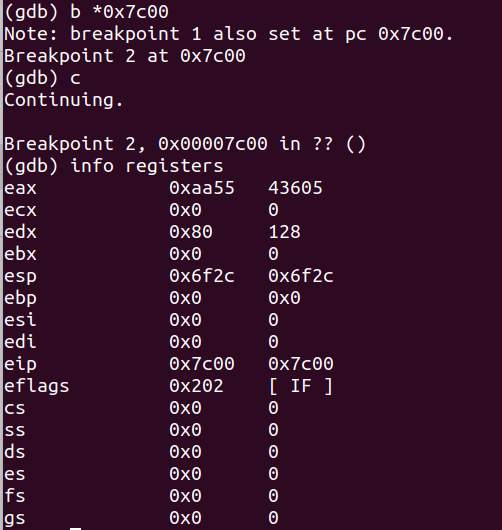 (gdb) b *0x7c00
Note: breakpoint 1 also set at pc 0x7c00.
Breakpoint 2 at 0x7c00
(gdb) c
Continuing.

Breakpoint 2, 0x00007c00 in ?? ()
(gdb) info registers
eax            0xaa55   43605
ecx            0x0      0
edx            0x80     128
ebx            0x0      0
esp            0x6f2c   0x6f2c
ebp            0x0      0x0
esi            0x0      0
edi            0x0      0
eip            0x7c00   0x7c00
eflags         0x202    [ IF ]
cs             0x0      0
ss             0x0      0
ds             0x0      0
es             0x0      0
fs             0x0      0
gs             0x0      0